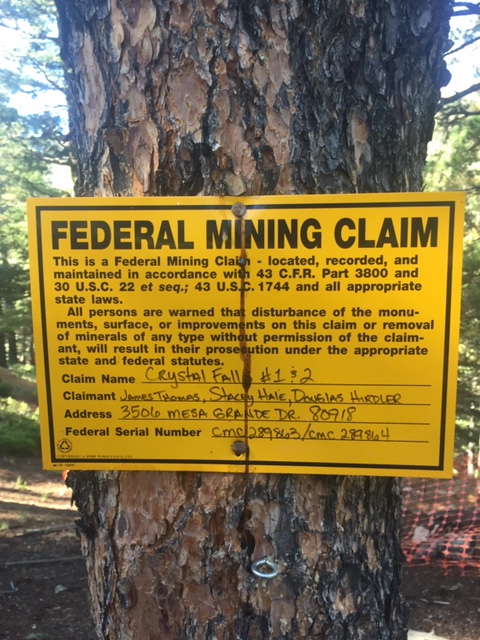 FEDERAL MINING CLAIM
This is a Federal Mining Claim - located, recorded, and
maintained in accordance with 43 C.F.R. Part 3800 and
30 U.S.C. 22 et seq.; 43 U.S.C. 1744 and all appropriate
state laws.
All persons are warned that disturbance of the monu-
ments, surface, or improvements on this claim or removal
of minerals of any type without permission of the claim-
ant, will result in their prosecution under the appropriate
state and federal statutes.
Claim Name Crystal Falls #1 & 2
Claimant James Thomas, Stacey Hale, Douglas Hirdler
Address 3506 MESA GRANDE DR. 80918
Federal Serial Number CMC 289863/CMC 289864